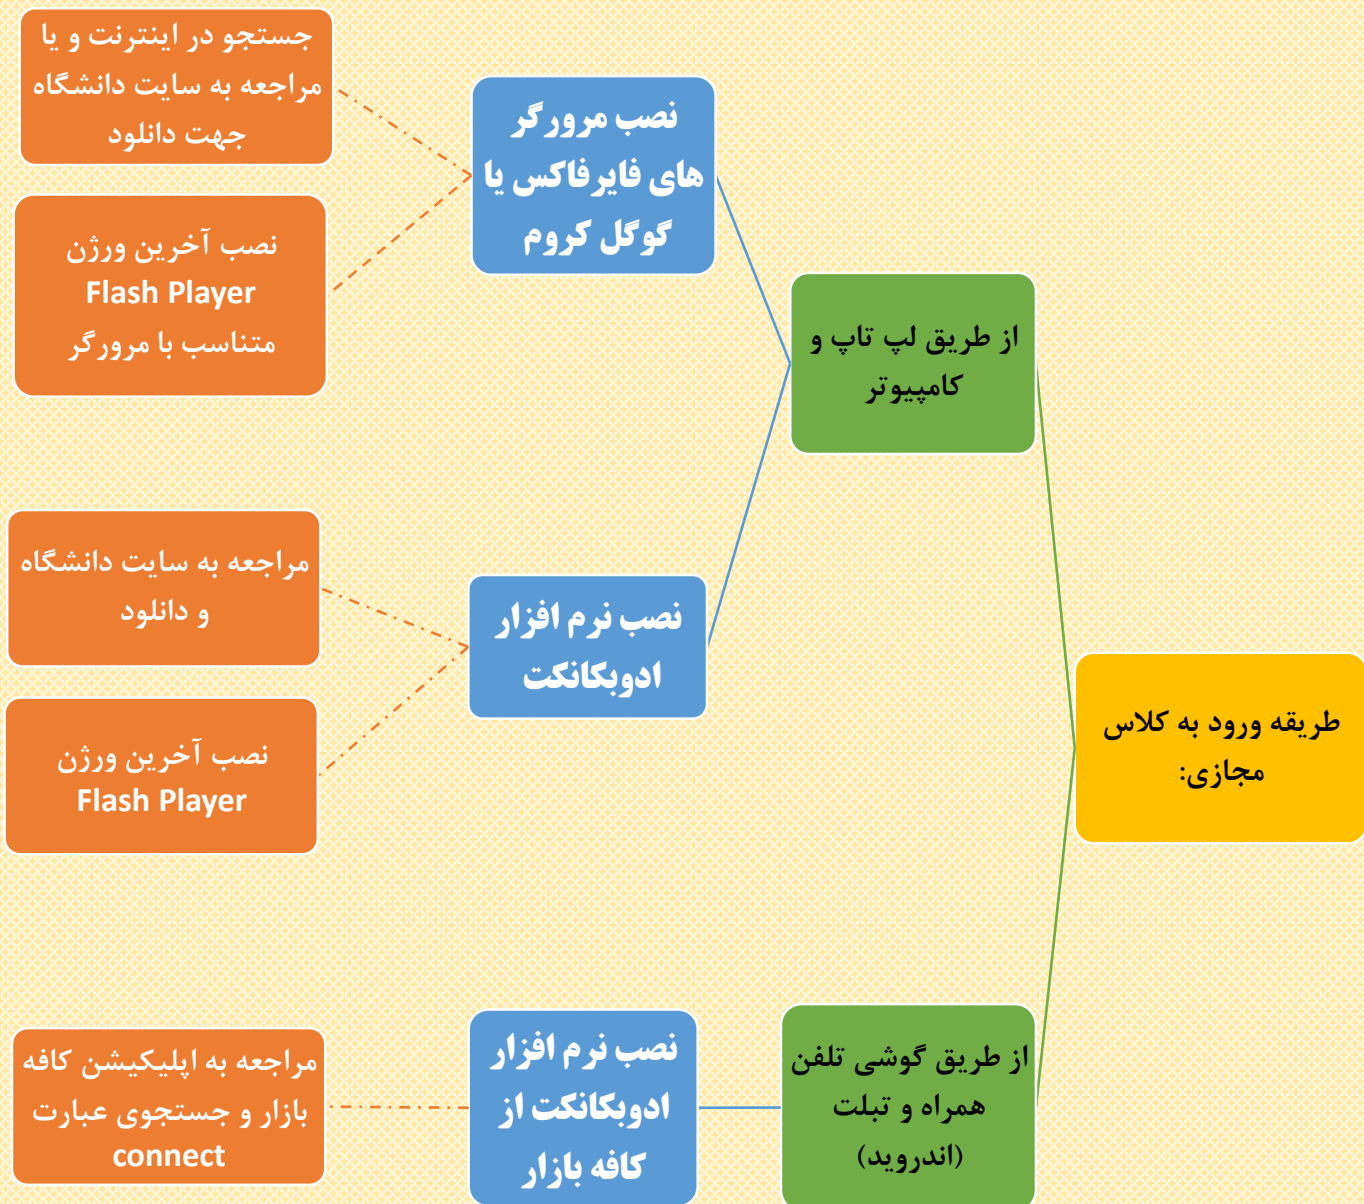 طریقه ورود به کلاس
مجازی:
از طریق لپ تاپ و
کامپیوتر
نصب مرورگر
های فایرفاکس یا
گوگل کروم
جستجو در اینترنت و یا
مراجعه به سایت دانشگاه
جهت دانلود
نصب آخرین ورژن
Flash Player
متناسب با مرورگر
نصب نرم افزار
ادوبکانکت
مراجعه به سایت دانشگاه
و دانلود
نصب آخرین ورژن
Flash Player
از طریق گوشی تلفن
همراه و تبلت
(اندروید)
نصب نرم افزار
ادوبکانکت از
کافه بازار
مراجعه به اپلیکیشن کافه
بازار و جستجوی عبارت
connect